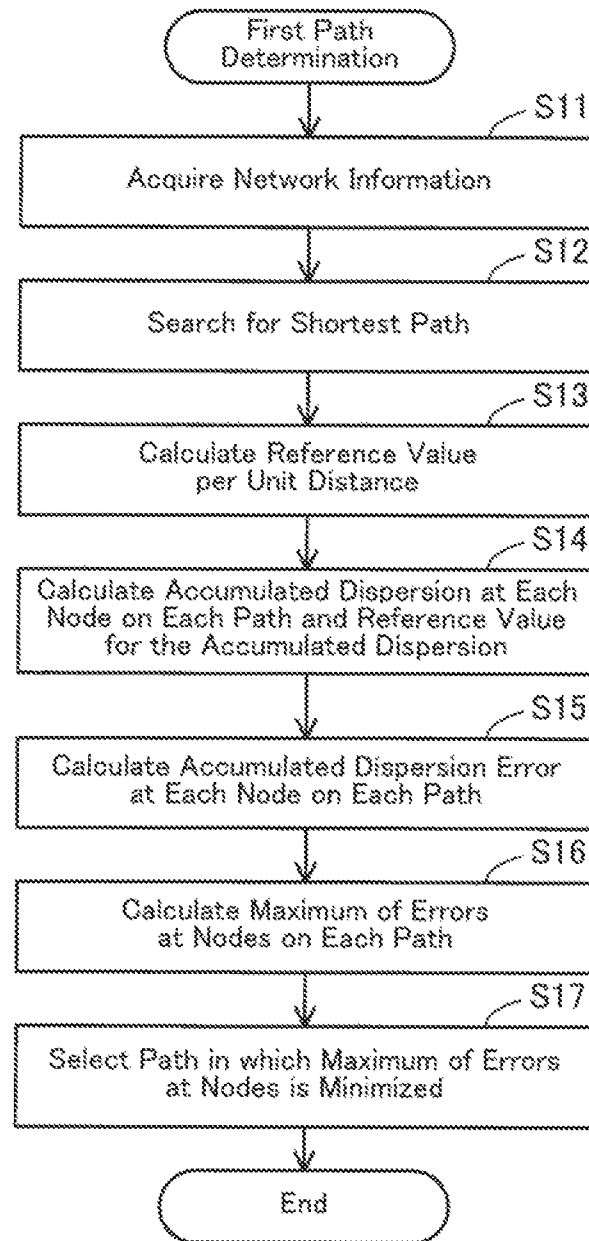 First Path
Determination
S11
Acquire Network Information
S12
Search for Shortest Path
S13
Calculate Reference Value
per Unit Distance
S14
Calculate Accumulated Dispersion at Each
Node on Each Path and Reference Value
for the Accumulated Dispersion
S15
Calculate Accumulated Dispersion Error
at Each Node on Each Path
S16
Calculate Maximum of Errors
at Nodes on Each Path
S17
Select Path in which Maximum of Errors
at Nodes is Minimized
End